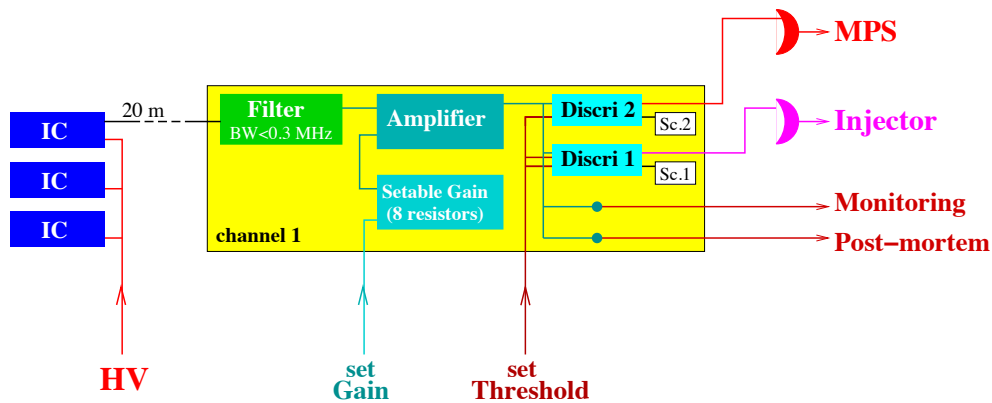 MPS
20 m
Filter
BW<0.3 MHz
Amplifier
Discri 2
Sc.2
Injector
IC
Discri 1
Sc.1
IC
Setable Gain
(8 resistors)
Monitoring
IC
channel 1
Post-mortem
HV
set
Gain
set
Threshold